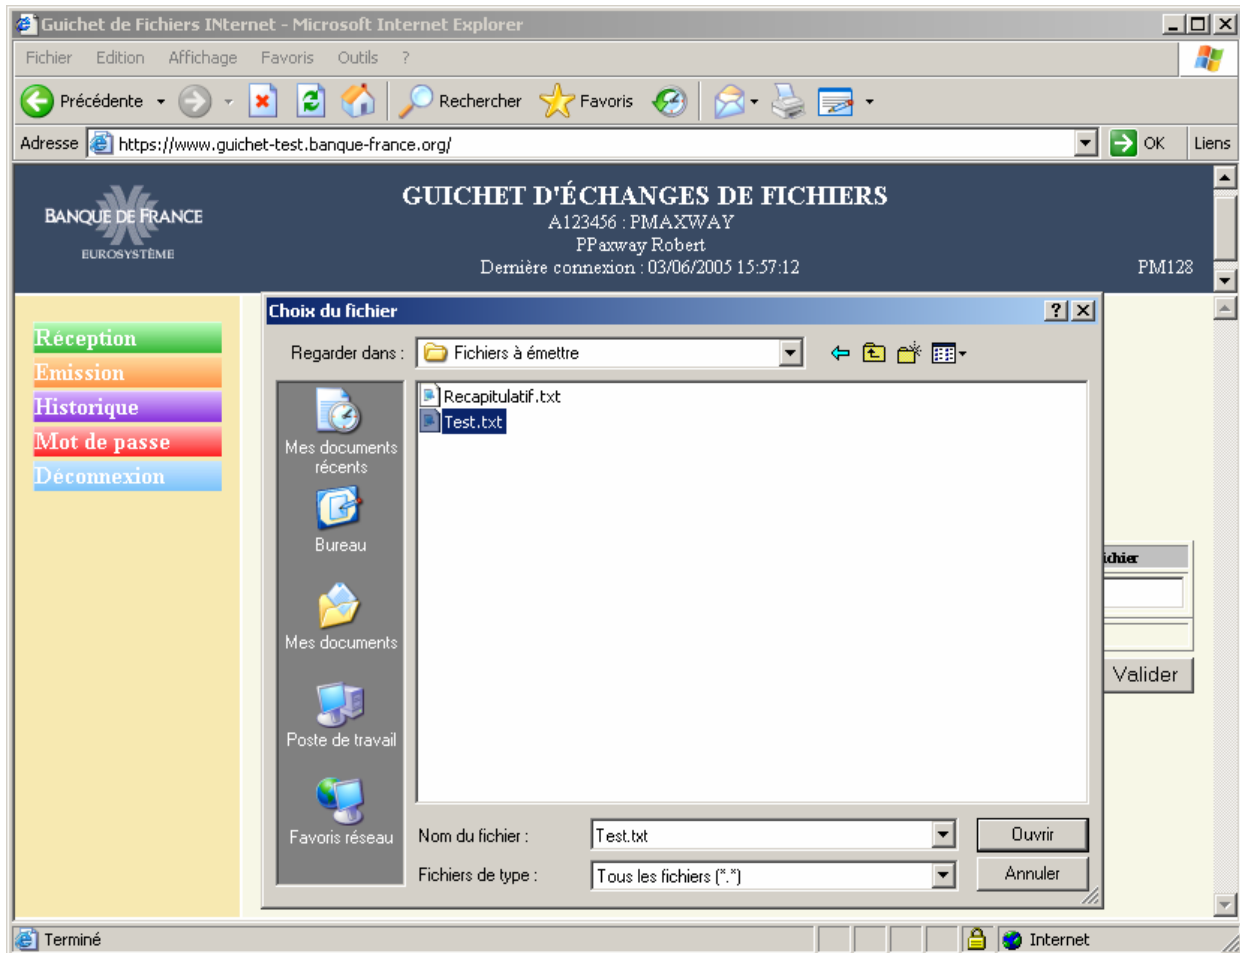 Guichet de Fichiers INternet - Microsoft Internet Explorer
Fichier Edition Affichage Favoris Outils ?
Précédente Rechercher Favoris
Adresse https://www.guichet-test.banque-france.org/ OK Liens
BANQUE DE FRANCE
EUROSYSTÈME
GUICHET D'ÉCHANGES DE FICHIERS
A123456 : PMAXWAY
PPaxway Robert
Dernière connexion : 03/06/2005 15:57:12
PM128
Réception
Emission
Historique
Mot de passe
Déconnexion
Choix du fichier
Regarder dans : Fichiers à émettre
Mes documents
récents
Bureau
Mes documents
Poste de travail
Favoris réseau
Recapitulatif.txt
Test.txt
Nom du fichier : Test.txt Ouvrir
Fichiers de type : Tous les fichiers (*.*) Annuler
ichier
Valider
Terminé Internet